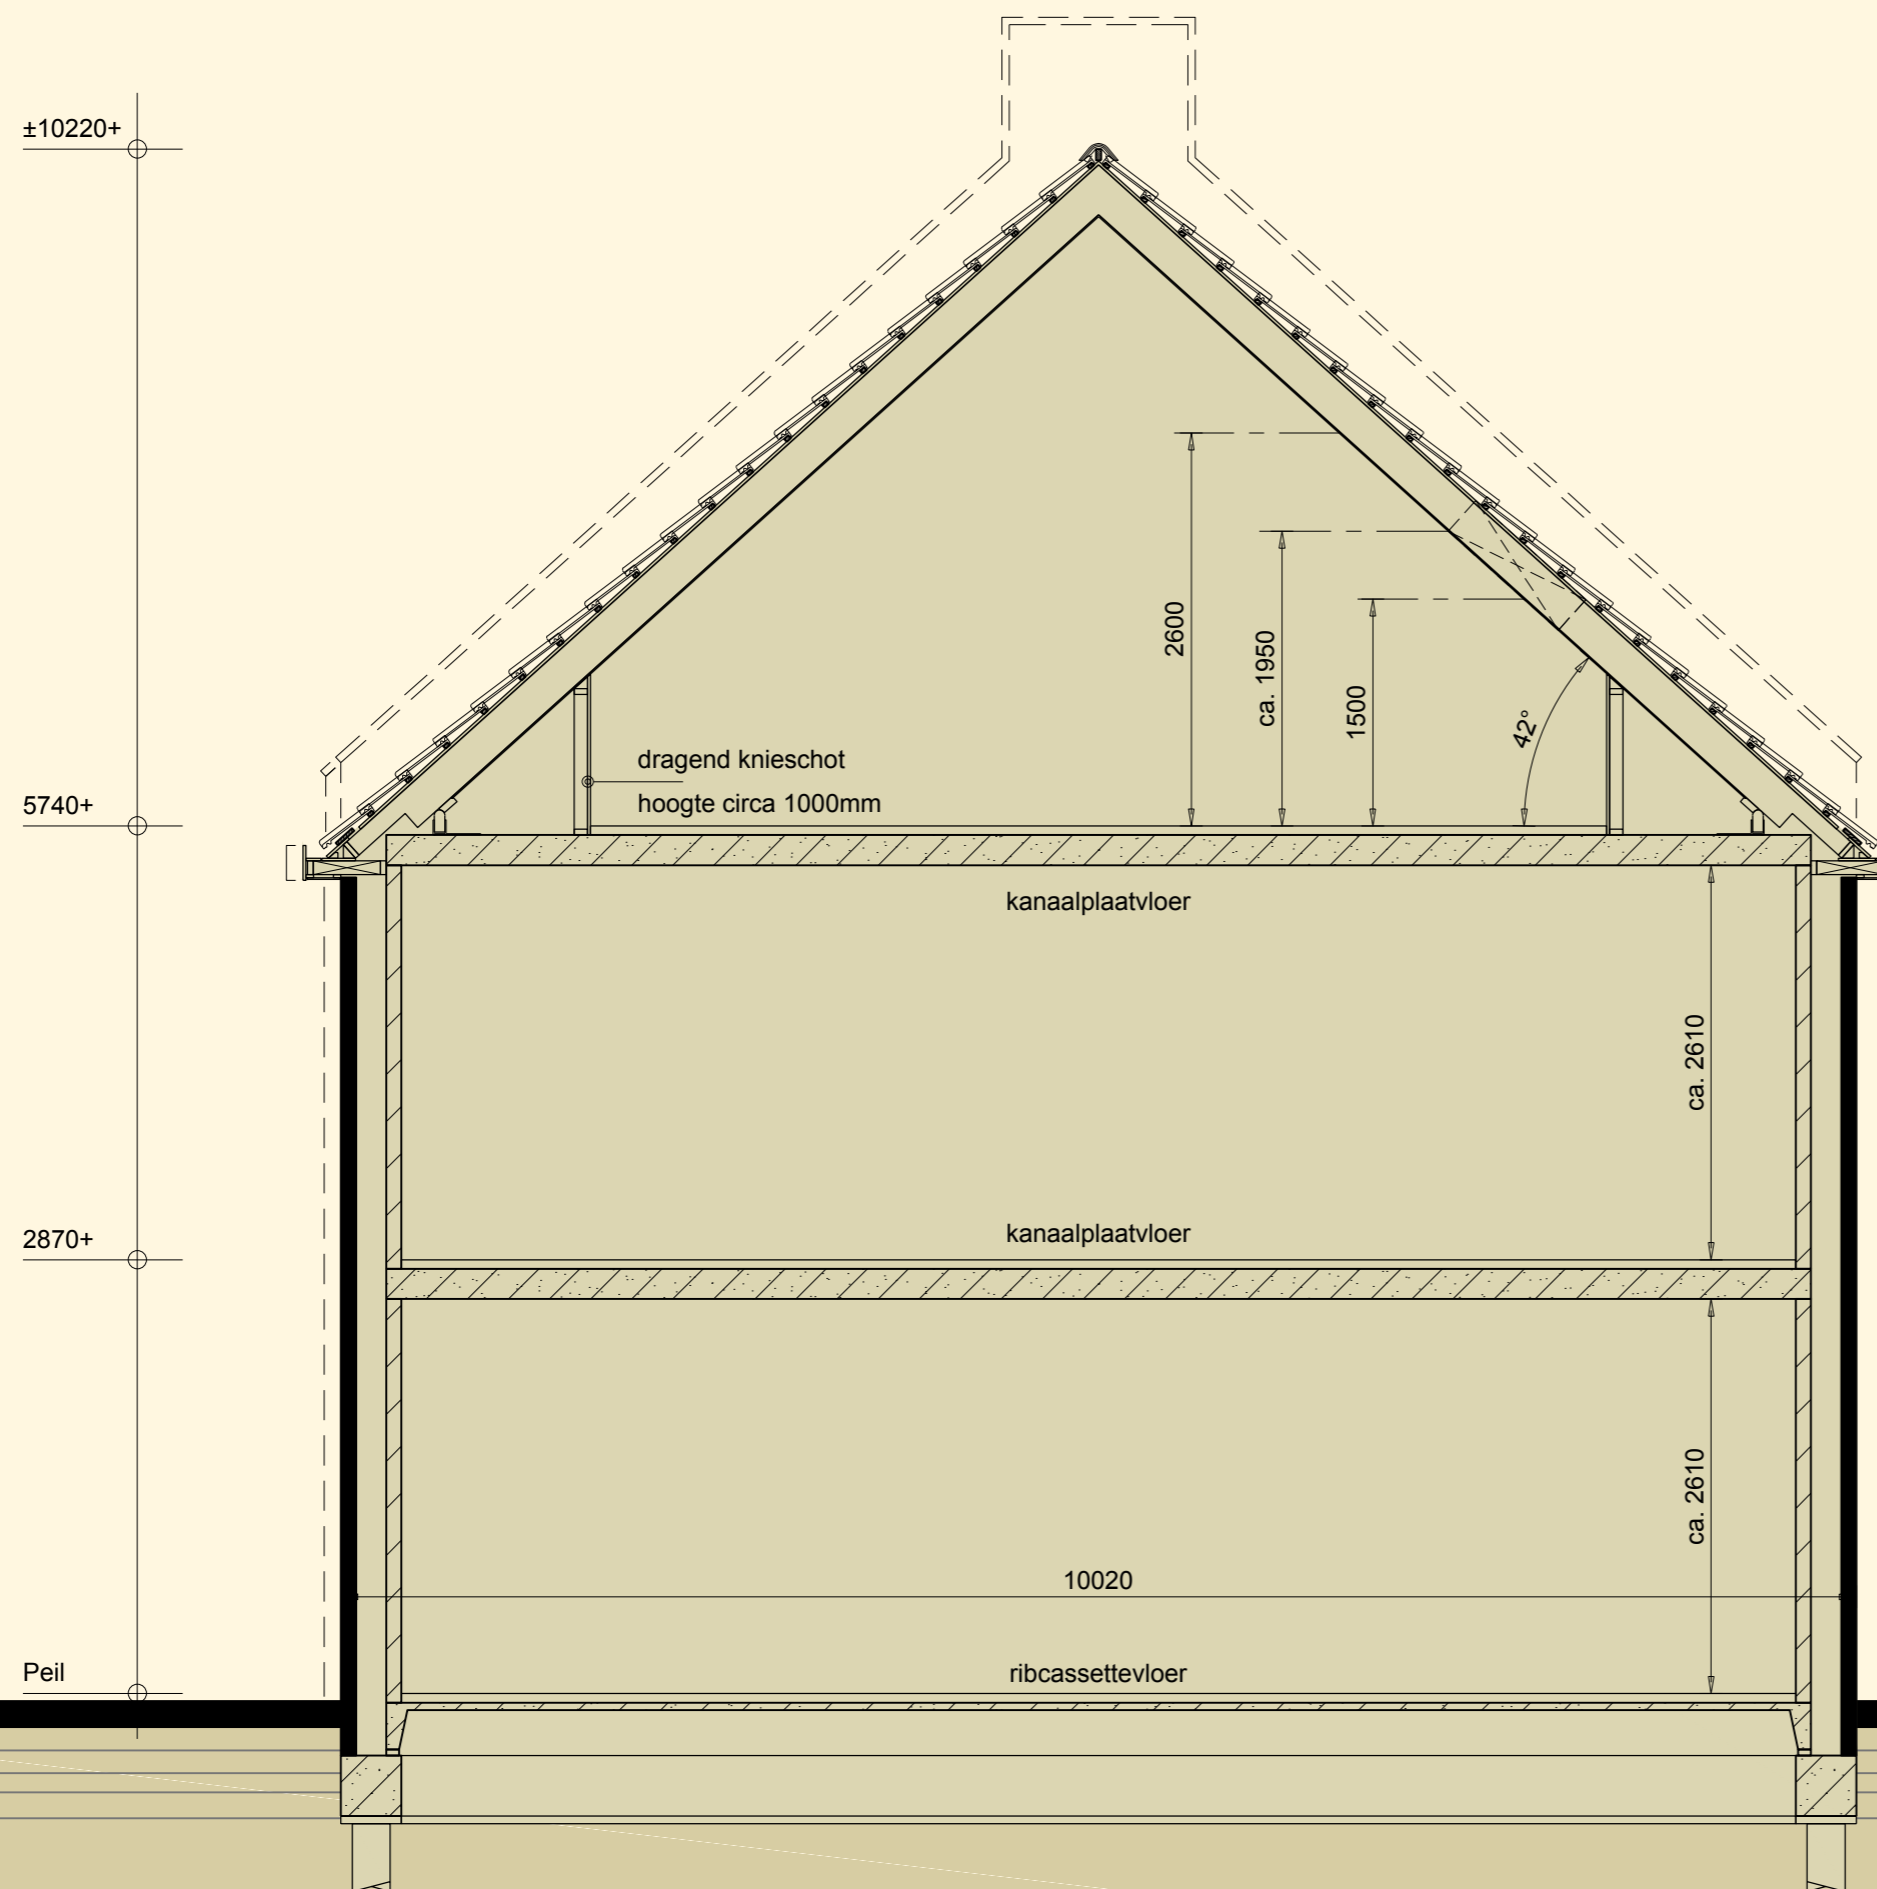 ±10220+
2600
ca. 1950
1500
42°
dragend knieschot
hoogte circa 1000mm
5740+
kanaalplaatvloer
ca. 2610
kanaalplaatvloer
2870+
ca. 2610
10020
Peil
ribcassettevloer